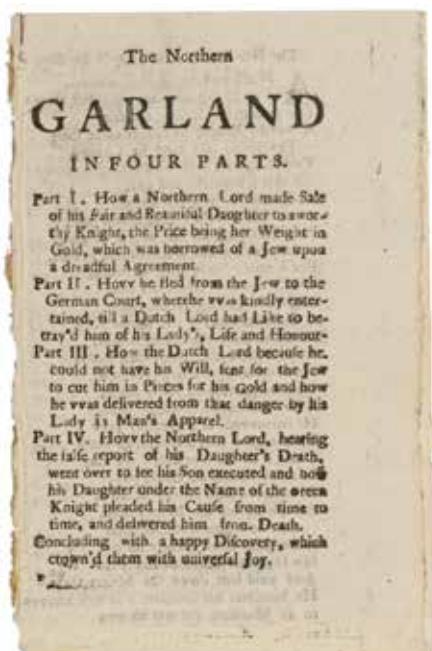 The Northern
GARLAND
IN FOUR PARTS.
Part I. How a Northern Lord made Sale
of his Fair and Beautiful Daughter to a wor-
thy Knight, the Price being her Weight in
Gold, which was borrowed of a Jew upon
a dreadful Agreement.
Part II. Hovv he fled from the Jew to the
German Court, wherehe vvas kindly enter-
tained, till a Dutch Lord had Like to be-
tray'd him of his Lady's, Life and Honour-
Part III. How the Dutch Lord because he
could not have his Will, sent for the Jew
to cut him in Pieces for his Gold and how
he vvas delivered from that danger by his
Lady in Man's Apparel.
Part IV. Hovv the Northern Lord, hearing
the false report of his Daughter's Death,
went over to see his Son executed and
his Daughter under the Name of the Green
Knight pleaded his Cause from time to
time, and delivered him from Death.
Concluding with a happy Discovery, which
crown'd them with universal Joy.